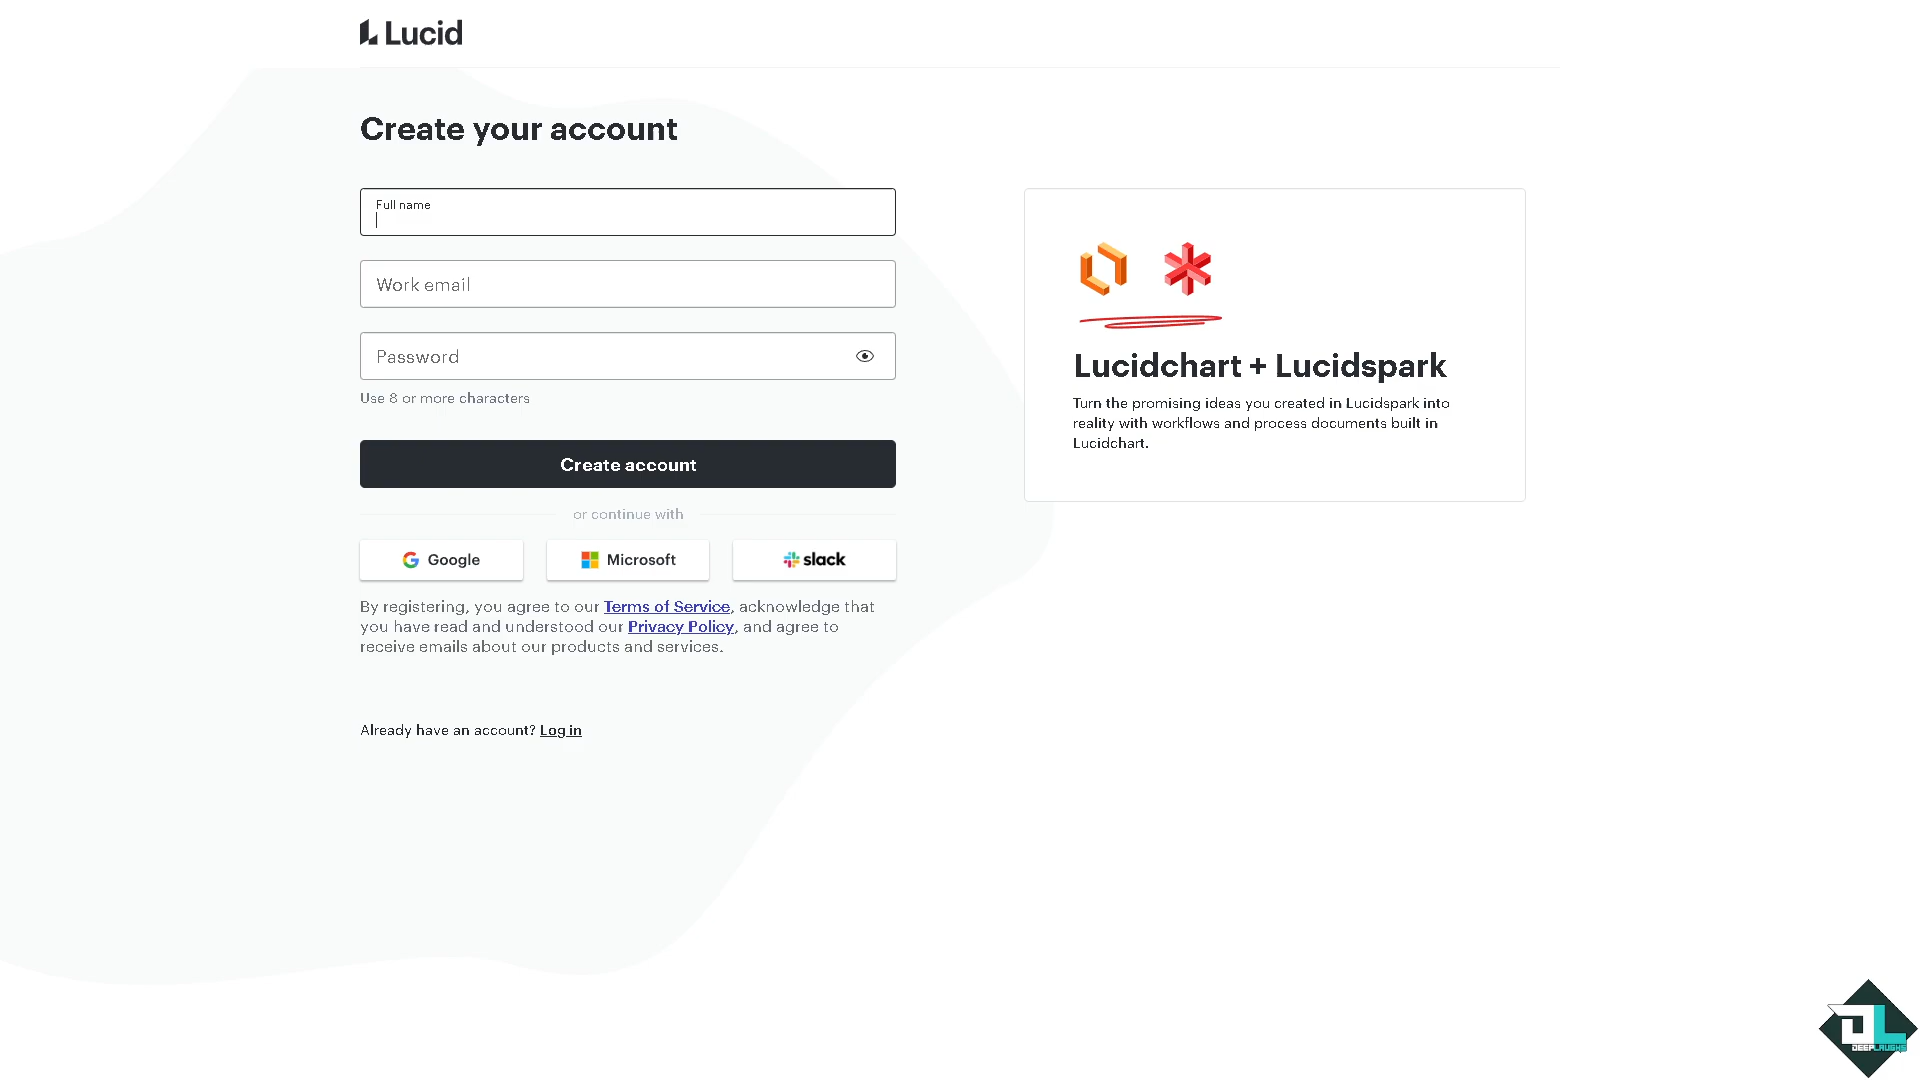 Lucid
Create your account
Full name
Work email
Password
Use 8 or more characters
Create account
or continue with
Google
Microsoft
slack
By registering, you agree to our Terms of Service, acknowledge that
you have read and understood our Privacy Policy, and agree to
receive emails about our products and services.
Already have an account? Log in
Lucidchart + Lucidspark
Turn the promising ideas you created in Lucidspark into
reality with workflows and process documents built in
Lucidchart.
DL
DEEPLAUGHS